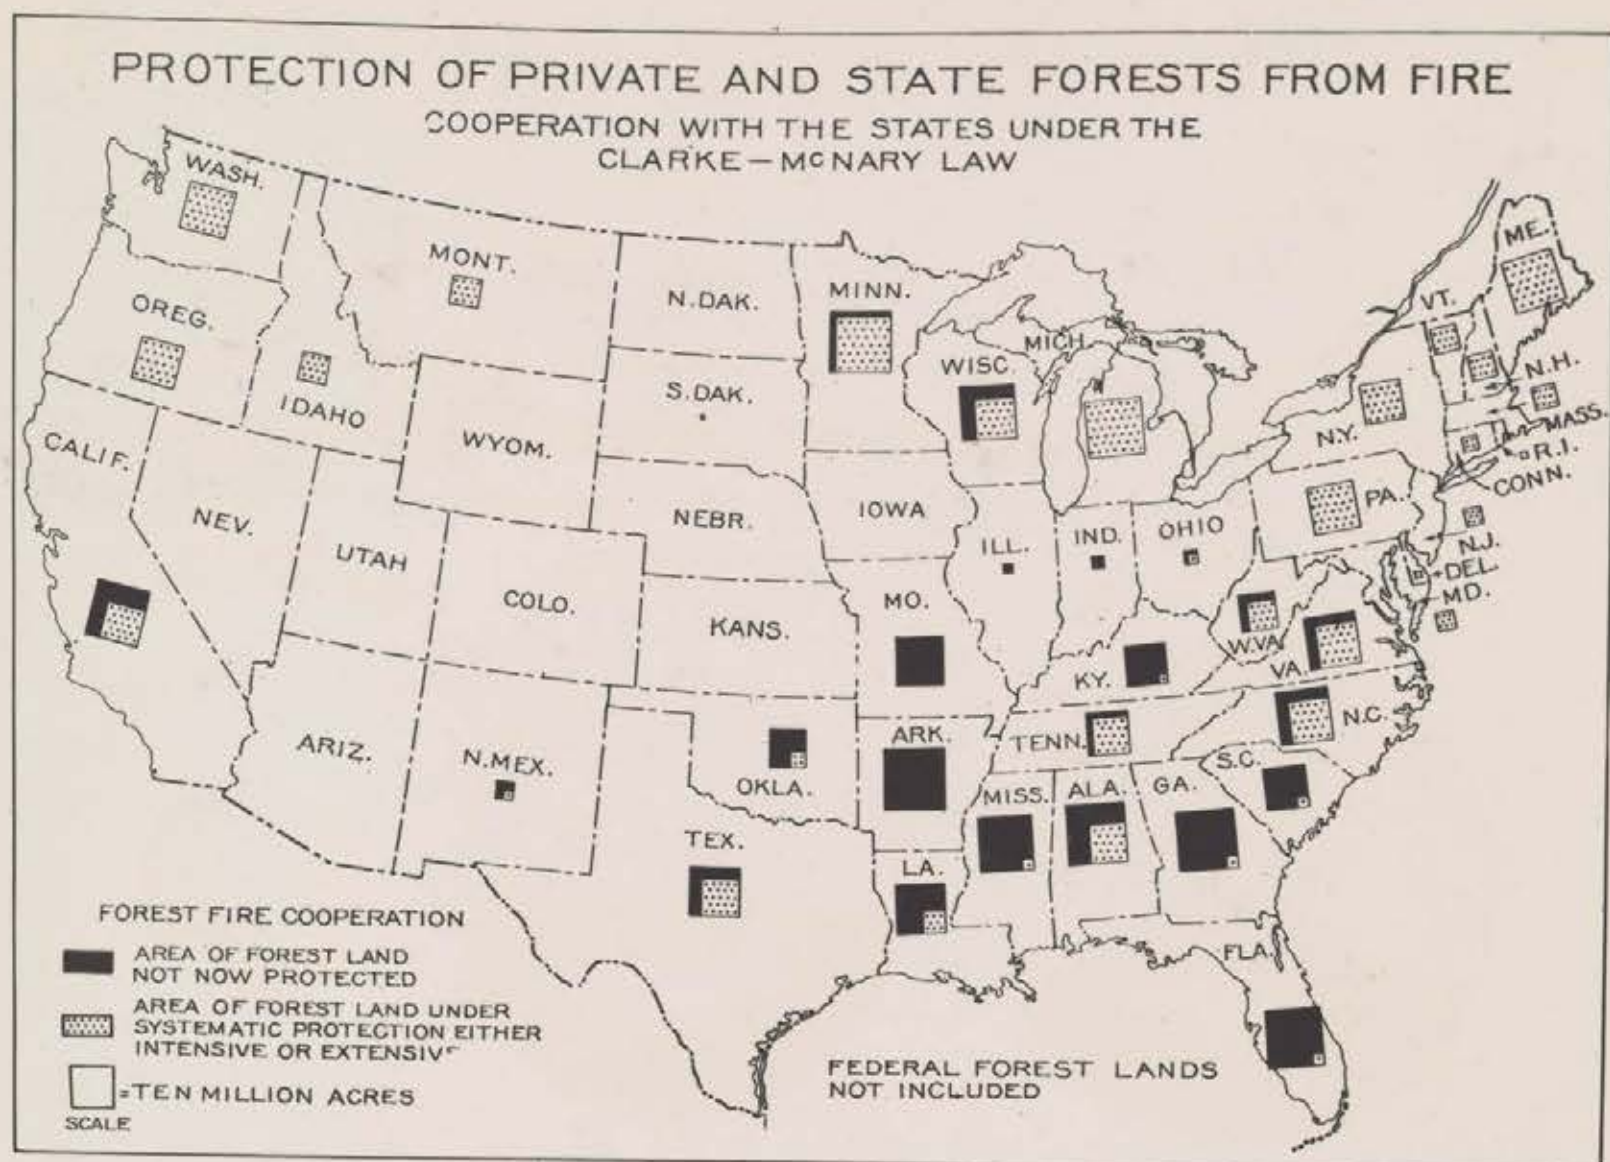 PROTECTION OF PRIVATE AND STATE FORESTS FROM FIRE
COOPERATION WITH THE STATES UNDER THE
CLARKE-McNARY LAW
WASH.
MONT.
N.DAK.
MINN.
ME.
VT.
OREG.
IDAHO
WYOM.
S.DAK.
WISC.
MICH.
N.H.
MASS.
N.Y.
R.I.
CONN.
CALIF.
NEV.
UTAH
COLO.
NEBR.
IOWA
ILL.
IND.
OHIO
PA.
N.J.
DEL.
MD.
KANS.
MO.
KY.
W.VA.
VA.
ARIZ.
N.MEX.
OKLA.
ARK.
TENN.
N.C.
S.C.
TEX.
LA.
MISS.
ALA.
GA.
FLA.
FOREST FIRE COOPERATION
AREA OF FOREST LAND
NOT NOW PROTECTED
AREA OF FOREST LAND UNDER
SYSTEMATIC PROTECTION EITHER
INTENSIVE OR EXTENSIVE
=TEN MILLION ACRES
SCALE
FEDERAL FOREST LANDS
NOT INCLUDED